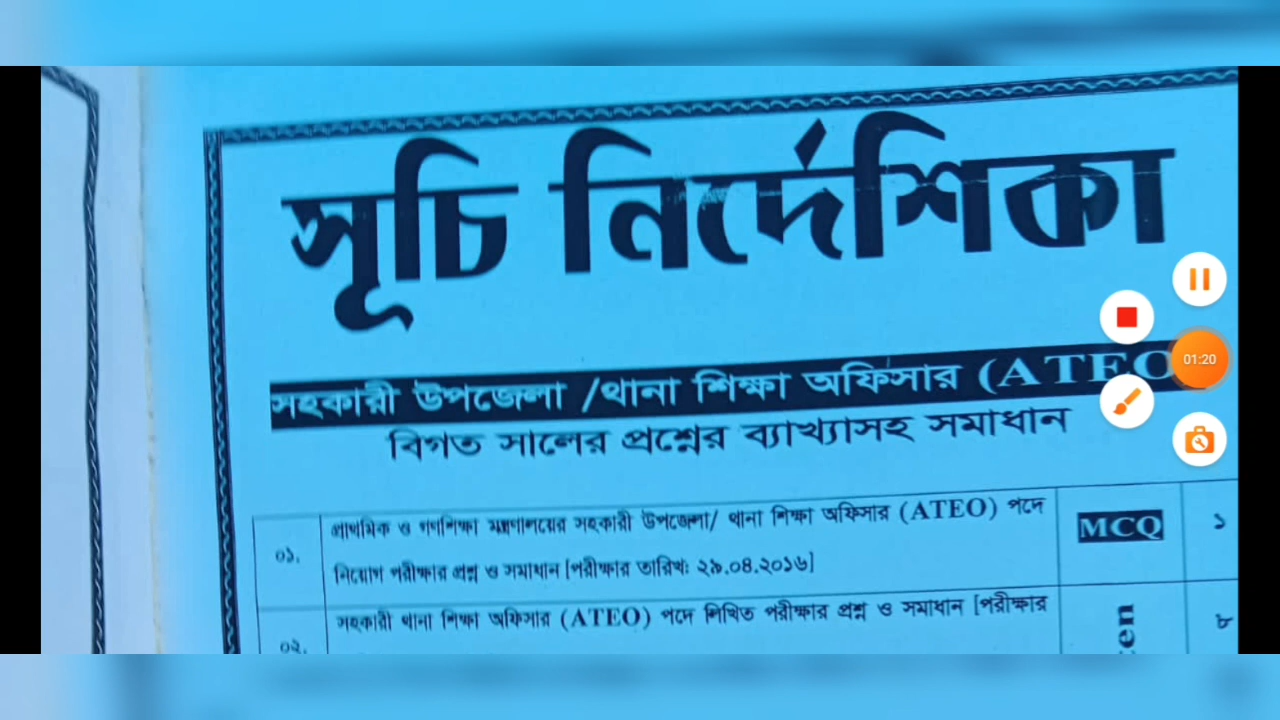 সূচি নির্দেশিকা
সহকারী উপজেলা /থানা শিক্ষা অফিসার (ATEO
01:20
বিগত সালের প্রশ্নের ব্যাখ্যাসহ সমাধান
০১. প্রাথমিক ও গণশিক্ষা মন্ত্রণালয়ের সহকারী উপজেলা/ থানা শিক্ষা অফিসার (ATEO) পদে MCQ ১
নিয়োগ পরীক্ষার প্রশ্ন ও সমাধান [পরীক্ষার তারিখ: ২৯.০৪.২০১৬]
০২. সহকারী থানা শিক্ষা অফিসার (ATEO) পদে লিখিত পরীক্ষার প্রশ্ন ও সমাধান [পরীক্ষার ৮